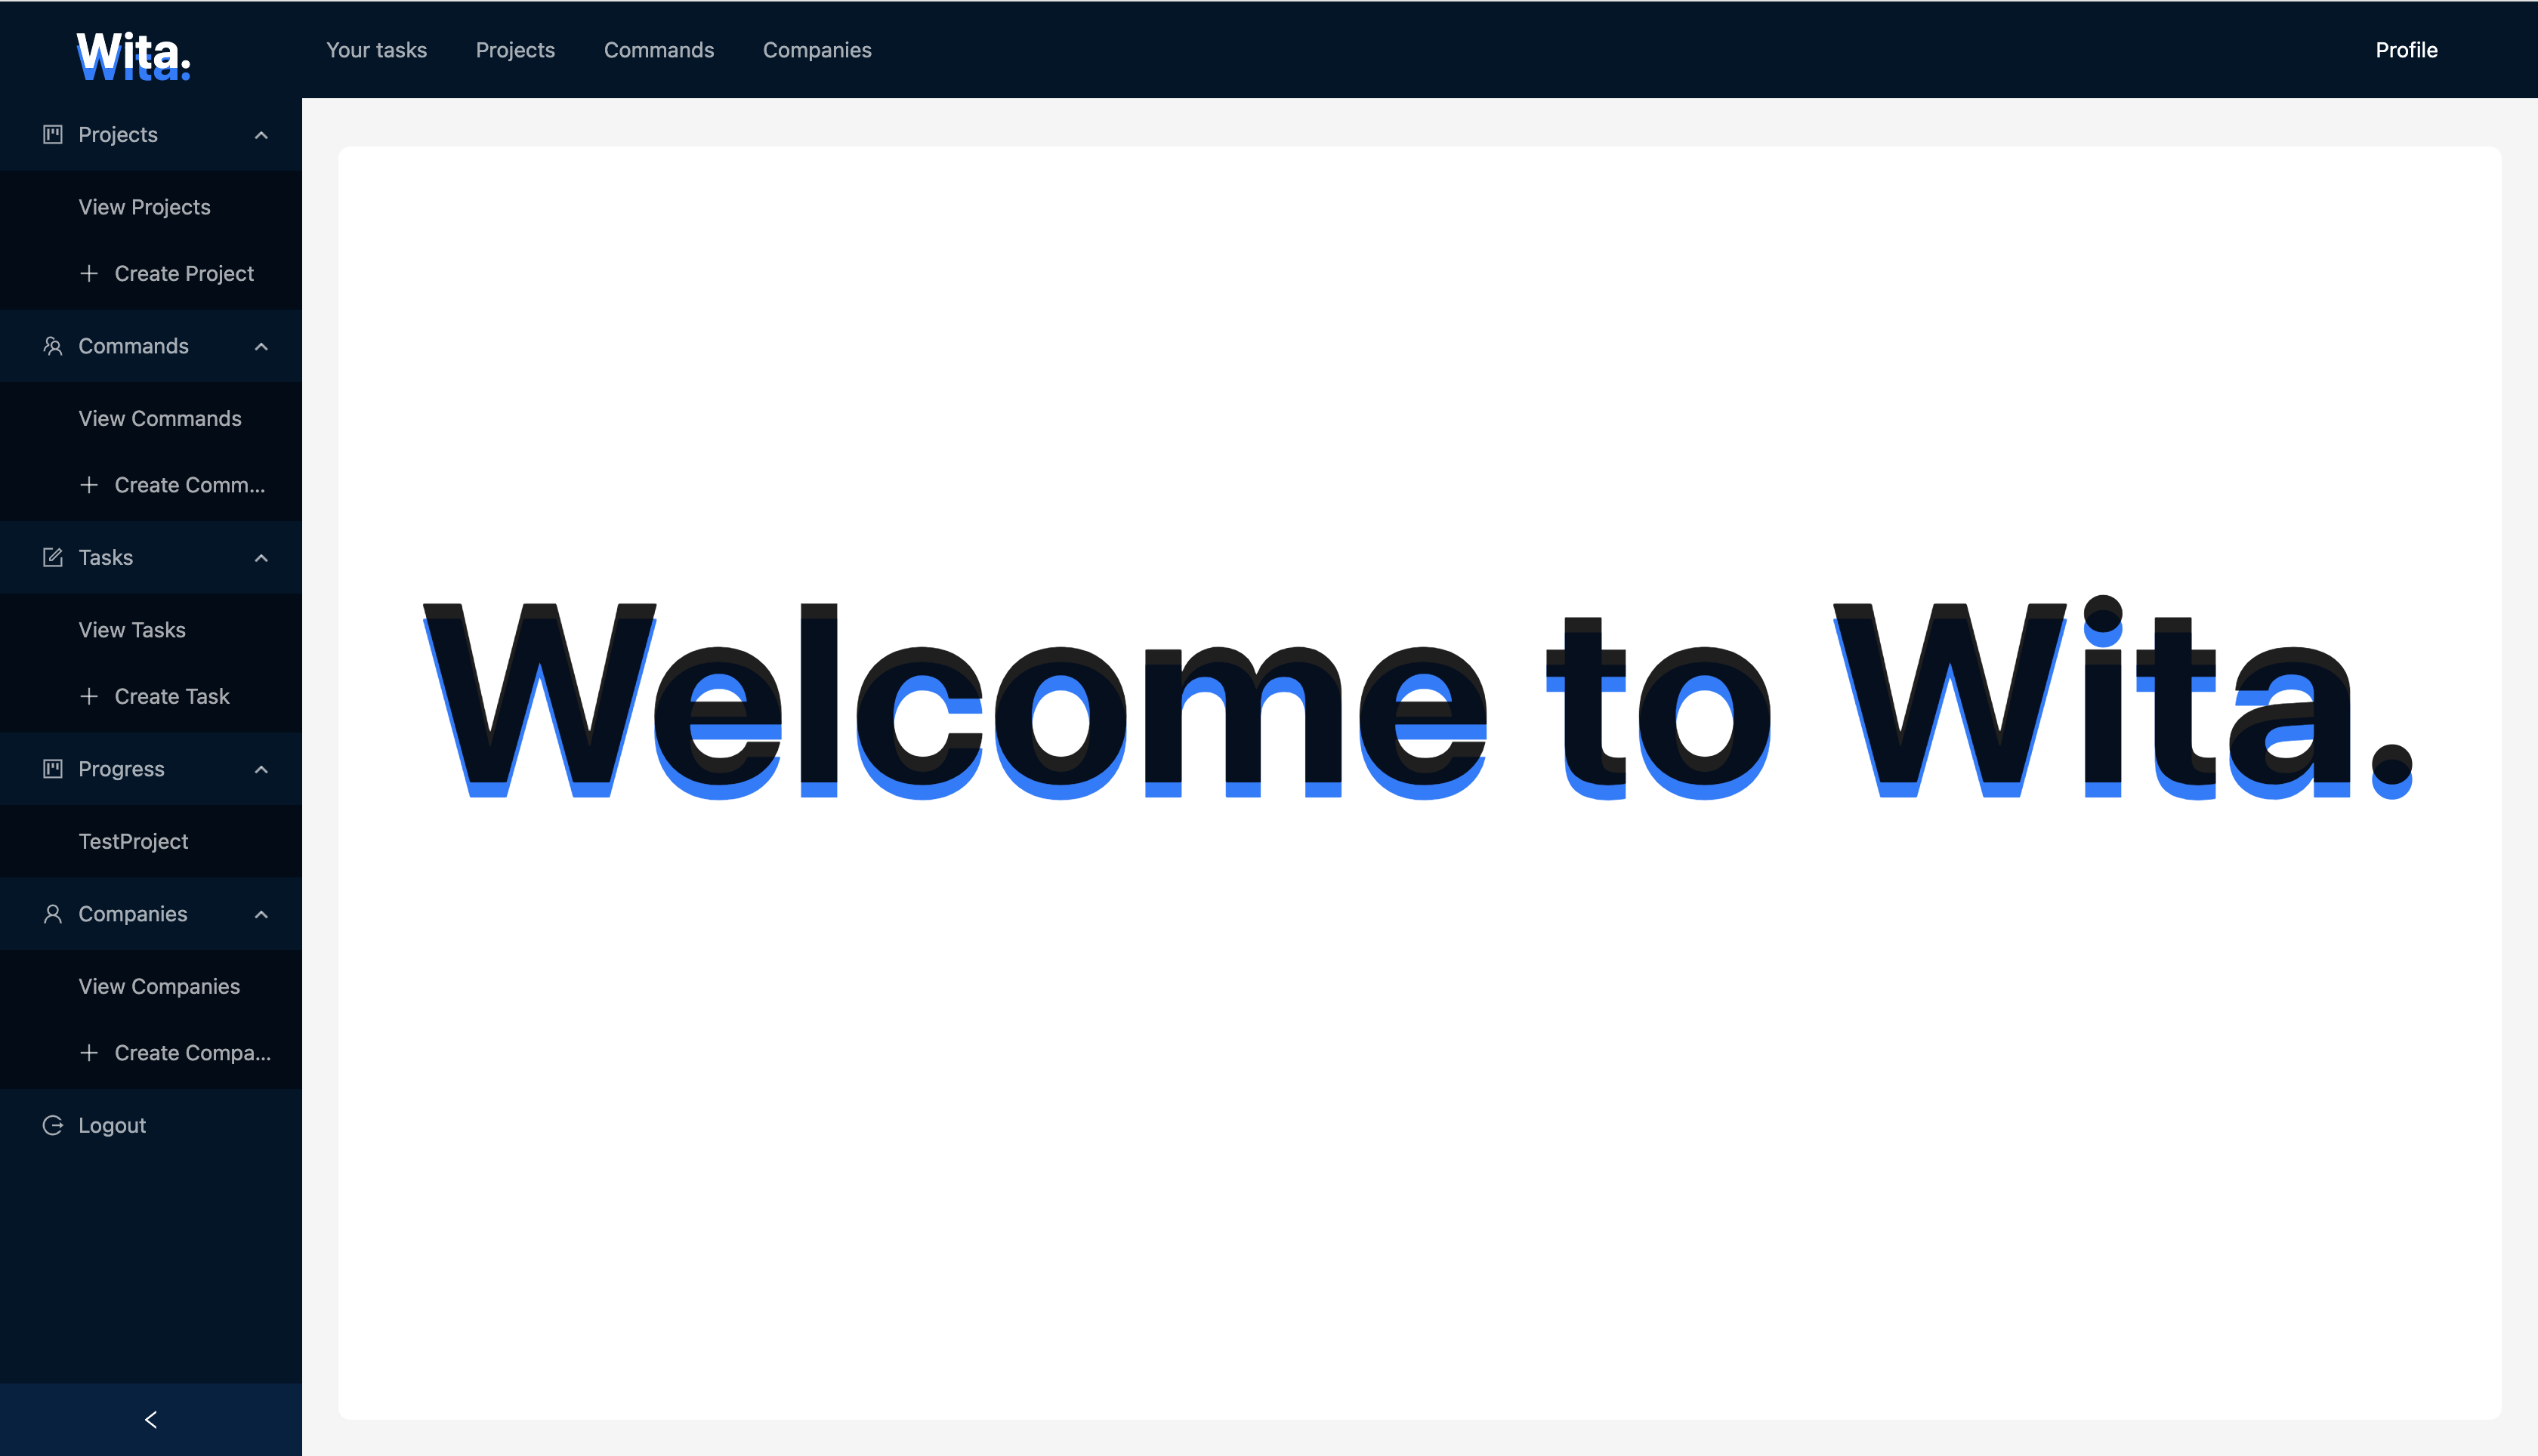 Wita.
Your tasks
Projects
Commands
Companies
Profile
Projects
View Projects
Create Project
Commands
View Commands
Create Comm...
Tasks
View Tasks
Create Task
Progress
TestProject
Companies
View Companies
Create Compa...
Logout
Welcome to Wita.